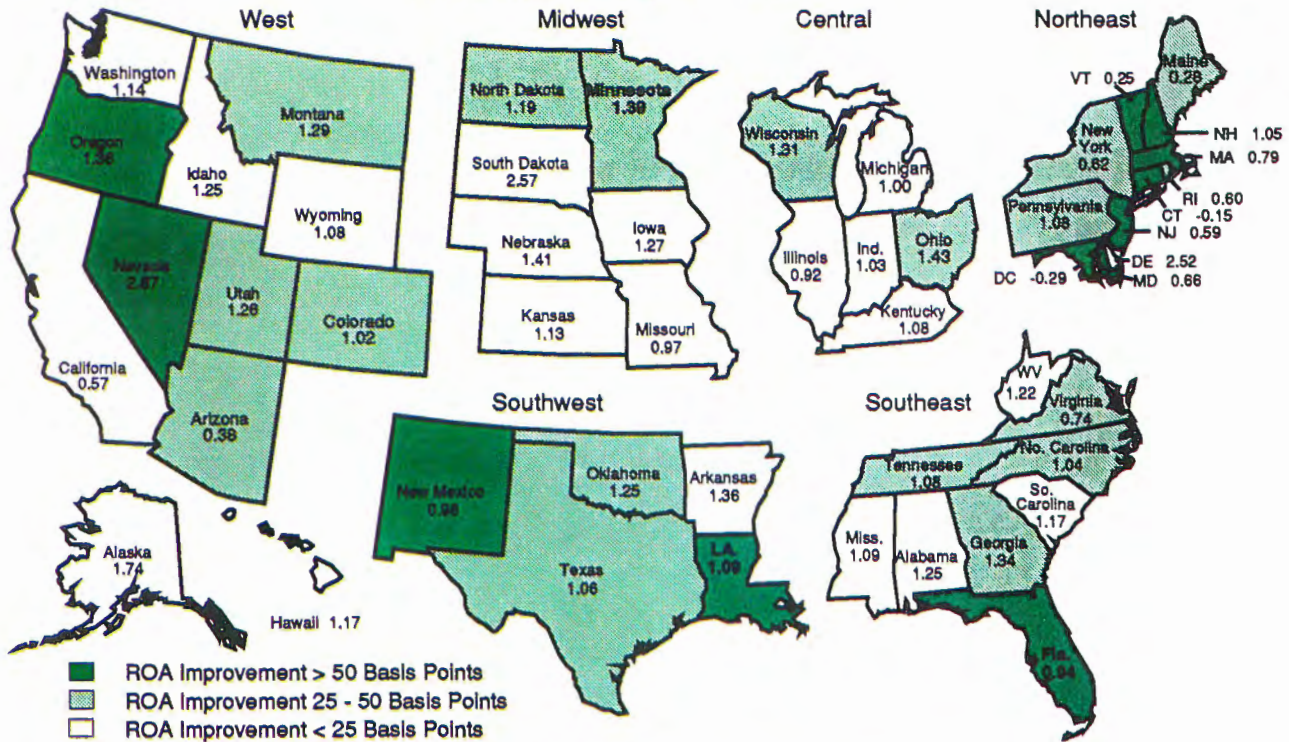 West
Washington
1.14
Oregon
1.36
Montana
1.29
Idaho
1.25
Wyoming
1.08
Nevada
2.67
Utah
1.26
Colorado
1.02
California
0.57
Arizona
0.38
Alaska
1.74
Hawaii 1.17
Midwest
North Dakota
1.19
Minnesota
1.39
South Dakota
2.57
Nebraska
1.41
Iowa
1.27
Kansas
1.13
Missouri
0.97
Central
Wisconsin
1.31
Michigan
1.00
Illinois
0.92
Ind.
1.03
Ohio
1.43
Kentucky
1.08
Northeast
Maine
0.28
VT 0.25
New
York
0.62
NH 1.05
MA 0.79
RI 0.60
CT -0.15
NJ 0.59
Pennsylvania
1.08
DE 2.52
MD 0.66
DC -0.29
Southwest
New Mexico
0.98
Oklahoma
1.25
Arkansas
1.36
Texas
1.06
LA.
1.09
Southeast
WV
1.22
Virginia
0.74
No. Carolina
1.04
Tennessee
1.08
So.
Carolina
1.17
Miss.
1.09
Alabama
1.25
Georgia
1.34
Fla.
0.94
ROA Improvement > 50 Basis Points
ROA Improvement 25 - 50 Basis Points
ROA Improvement < 25 Basis Points